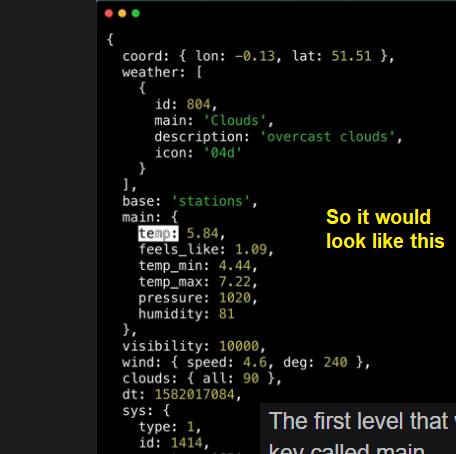 {
coord: { lon: -0.13, lat: 51.51 },
weather: [
{
id: 804,
main: 'Clouds',
description: 'overcast clouds',
icon: '04d'
}
],
base: 'stations',
main: {
temp: 5.84,
feels_like: 1.09,
temp_min: 4.44,
temp_max: 7.22,
pressure: 1020,
humidity: 81
},
visibility: 10000,
wind: { speed: 4.6, deg: 240 },
clouds: { all: 90 },
dt: 1582017084,
sys: {
type: 1,
id: 1414,
So it would
look like this
The first level that
key called main